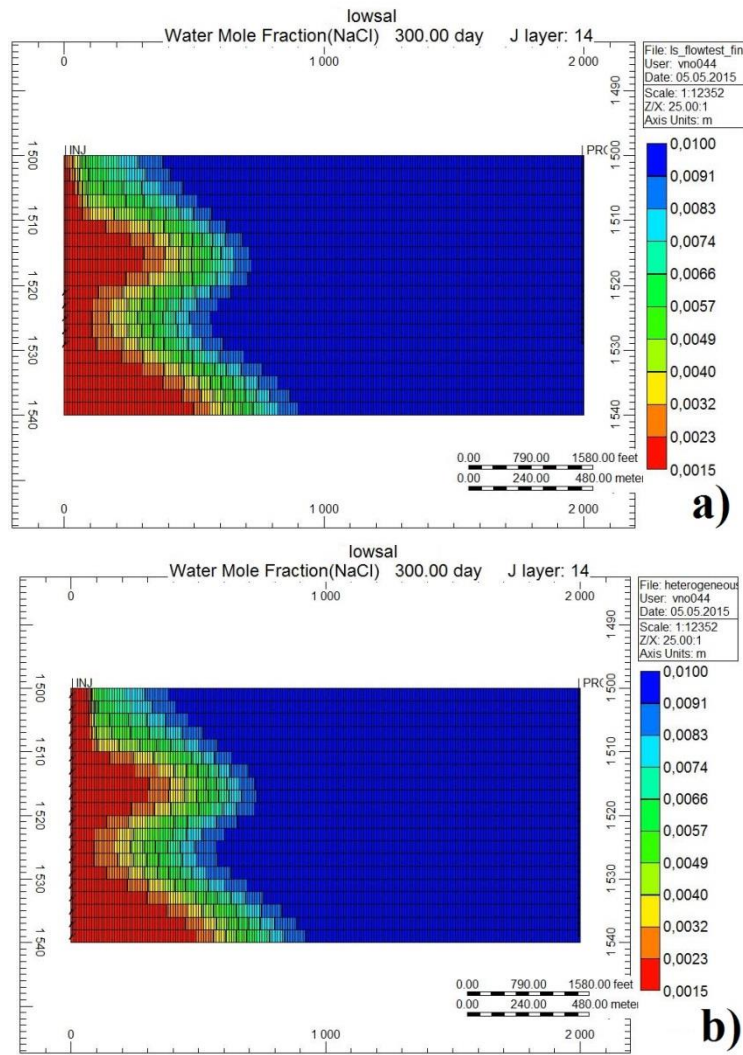 lowsal
Water Mole Fraction(NaCl) 300.00 day J layer: 14
0 1 000 2 000
File: ls_flowtest_fin
User: vno044
Date: 05.05.2015
Scale: 1:12352
Z/X: 25.00:1
Axis Units: m
1 490 1 490
INJ PRO
1 500 1 500
1 510 1 510
1 520 1 520
1 530 1 530
1 540 1 540
0,0100
0,0091
0,0083
0,0074
0,0066
0,0057
0,0049
0,0040
0,0032
0,0023
0,0015
0.00 790.00 1580.00 feet
0.00 240.00 480.00 meter
0 1 000 2 000
a)
lowsal
Water Mole Fraction(NaCl) 300.00 day J layer: 14
0 1 000 2 000
File: heterogeneous
User: vno044
Date: 05.05.2015
Scale: 1:12352
Z/X: 25.00:1
Axis Units: m
1 490 1 490
INJ PRO
1 500 1 500
1 510 1 510
1 520 1 520
1 530 1 530
1 540 1 540
0,0100
0,0091
0,0083
0,0074
0,0066
0,0057
0,0049
0,0040
0,0032
0,0023
0,0015
0.00 790.00 1580.00 feet
0.00 240.00 480.00 meter
0 1 000 2 000
b)